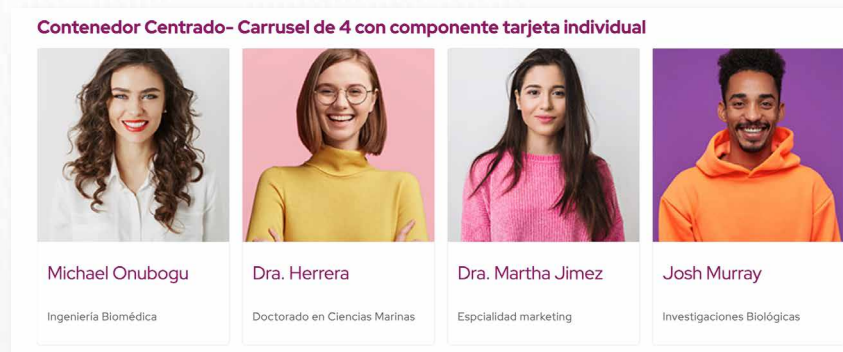 Contenedor Centrado- Carrusel de 4 con componente tarjeta individual
Michael Onubogu
Ingeniería Biomédica
Dra. Herrera
Doctorado en Ciencias Marinas
Dra. Martha Jimez
Espcialidad marketing
Josh Murray
Investigaciones Biológicas